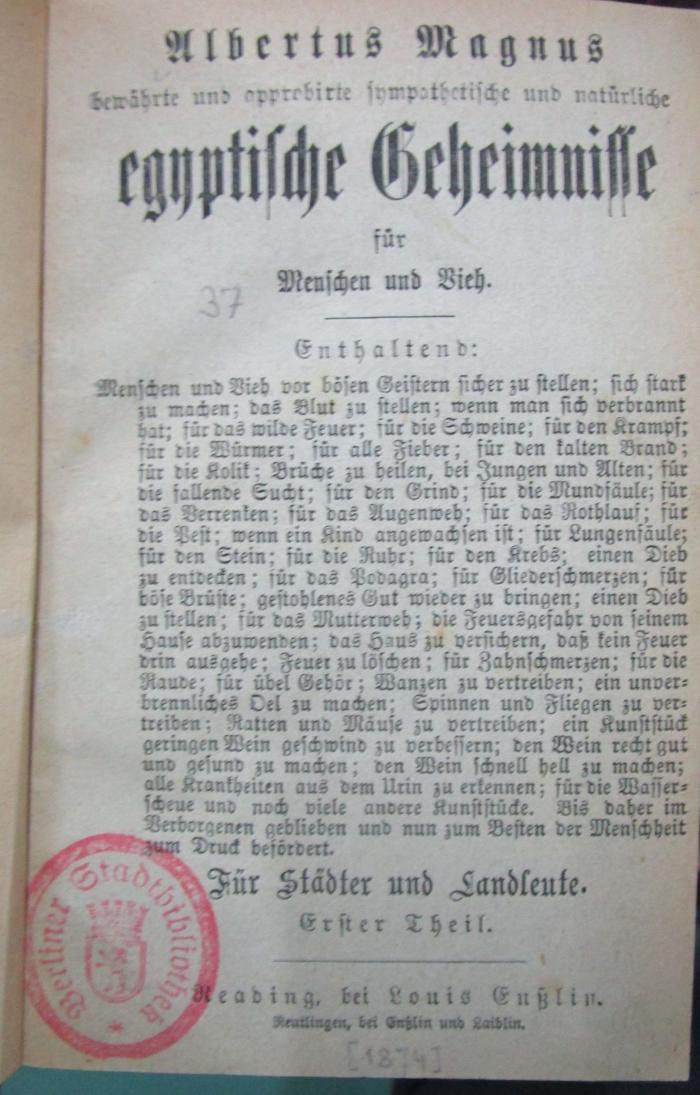 Albertus Magnus
bewährte und approbirte sympathetische und natürliche
egyptische Geheimnisse
für
Menschen und Vieh.
37
Enthaltend:
Menschen und Vieh vor bösen Geistern sicher zu stellen; sich stark
zu machen; das Blut zu stellen; wenn man sich verbrannt
hat; für das wilde Feuer; für die Schweine; für den Krampf;
für die Würmer; für alle Fieber; für den kalten Brand;
für die Kolik; Brüche zu heilen, bei Jungen und Alten; für
die fallende Sucht; für den Grind; für die Mundfäule; für
das Verrenken; für das Augenweh; für das Rothlauf; für
die Pest; wenn ein Kind angewachsen ist; für Lungenfäule;
für den Stein; für die Ruhr; für den Krebs; einen Dieb
zu entdecken; für das Podagra; für Gliederschmerzen; für
böse Brüste; gestohlenes Gut wieder zu bringen; einen Dieb
zu stellen; für das Mutterweh; die Feuersgefahr von seinem
Hause abzuwenden; das Haus zu versichern, daß kein Feuer
drin ausgehe; Feuer zu löschen; für Zahnschmerzen; für die
Raude; für übel Gehör; Wanzen zu vertreiben; ein unver-
brennliches Oel zu machen; Spinnen und Fliegen zu ver-
treiben; Ratten und Mäuse zu vertreiben; ein Kunststück
geringen Wein geschwind zu verbessern; den Wein recht gut
und gesund zu machen; den Wein schnell hell zu machen;
alle Krankheiten aus dem Urin zu erkennen; für die Wasser-
scheue und noch viele andere Kunststücke. Bis daher im
Verborgenen geblieben und nun zum Besten der Menschheit
zum Druck befördert.
Für Städter und Landleute.
Erster Theil.
Berliner Stadtbibliothek
Reading, bei Louis Enßlin.
Reutlingen, bei Enßlin und Laiblin.
[1874]